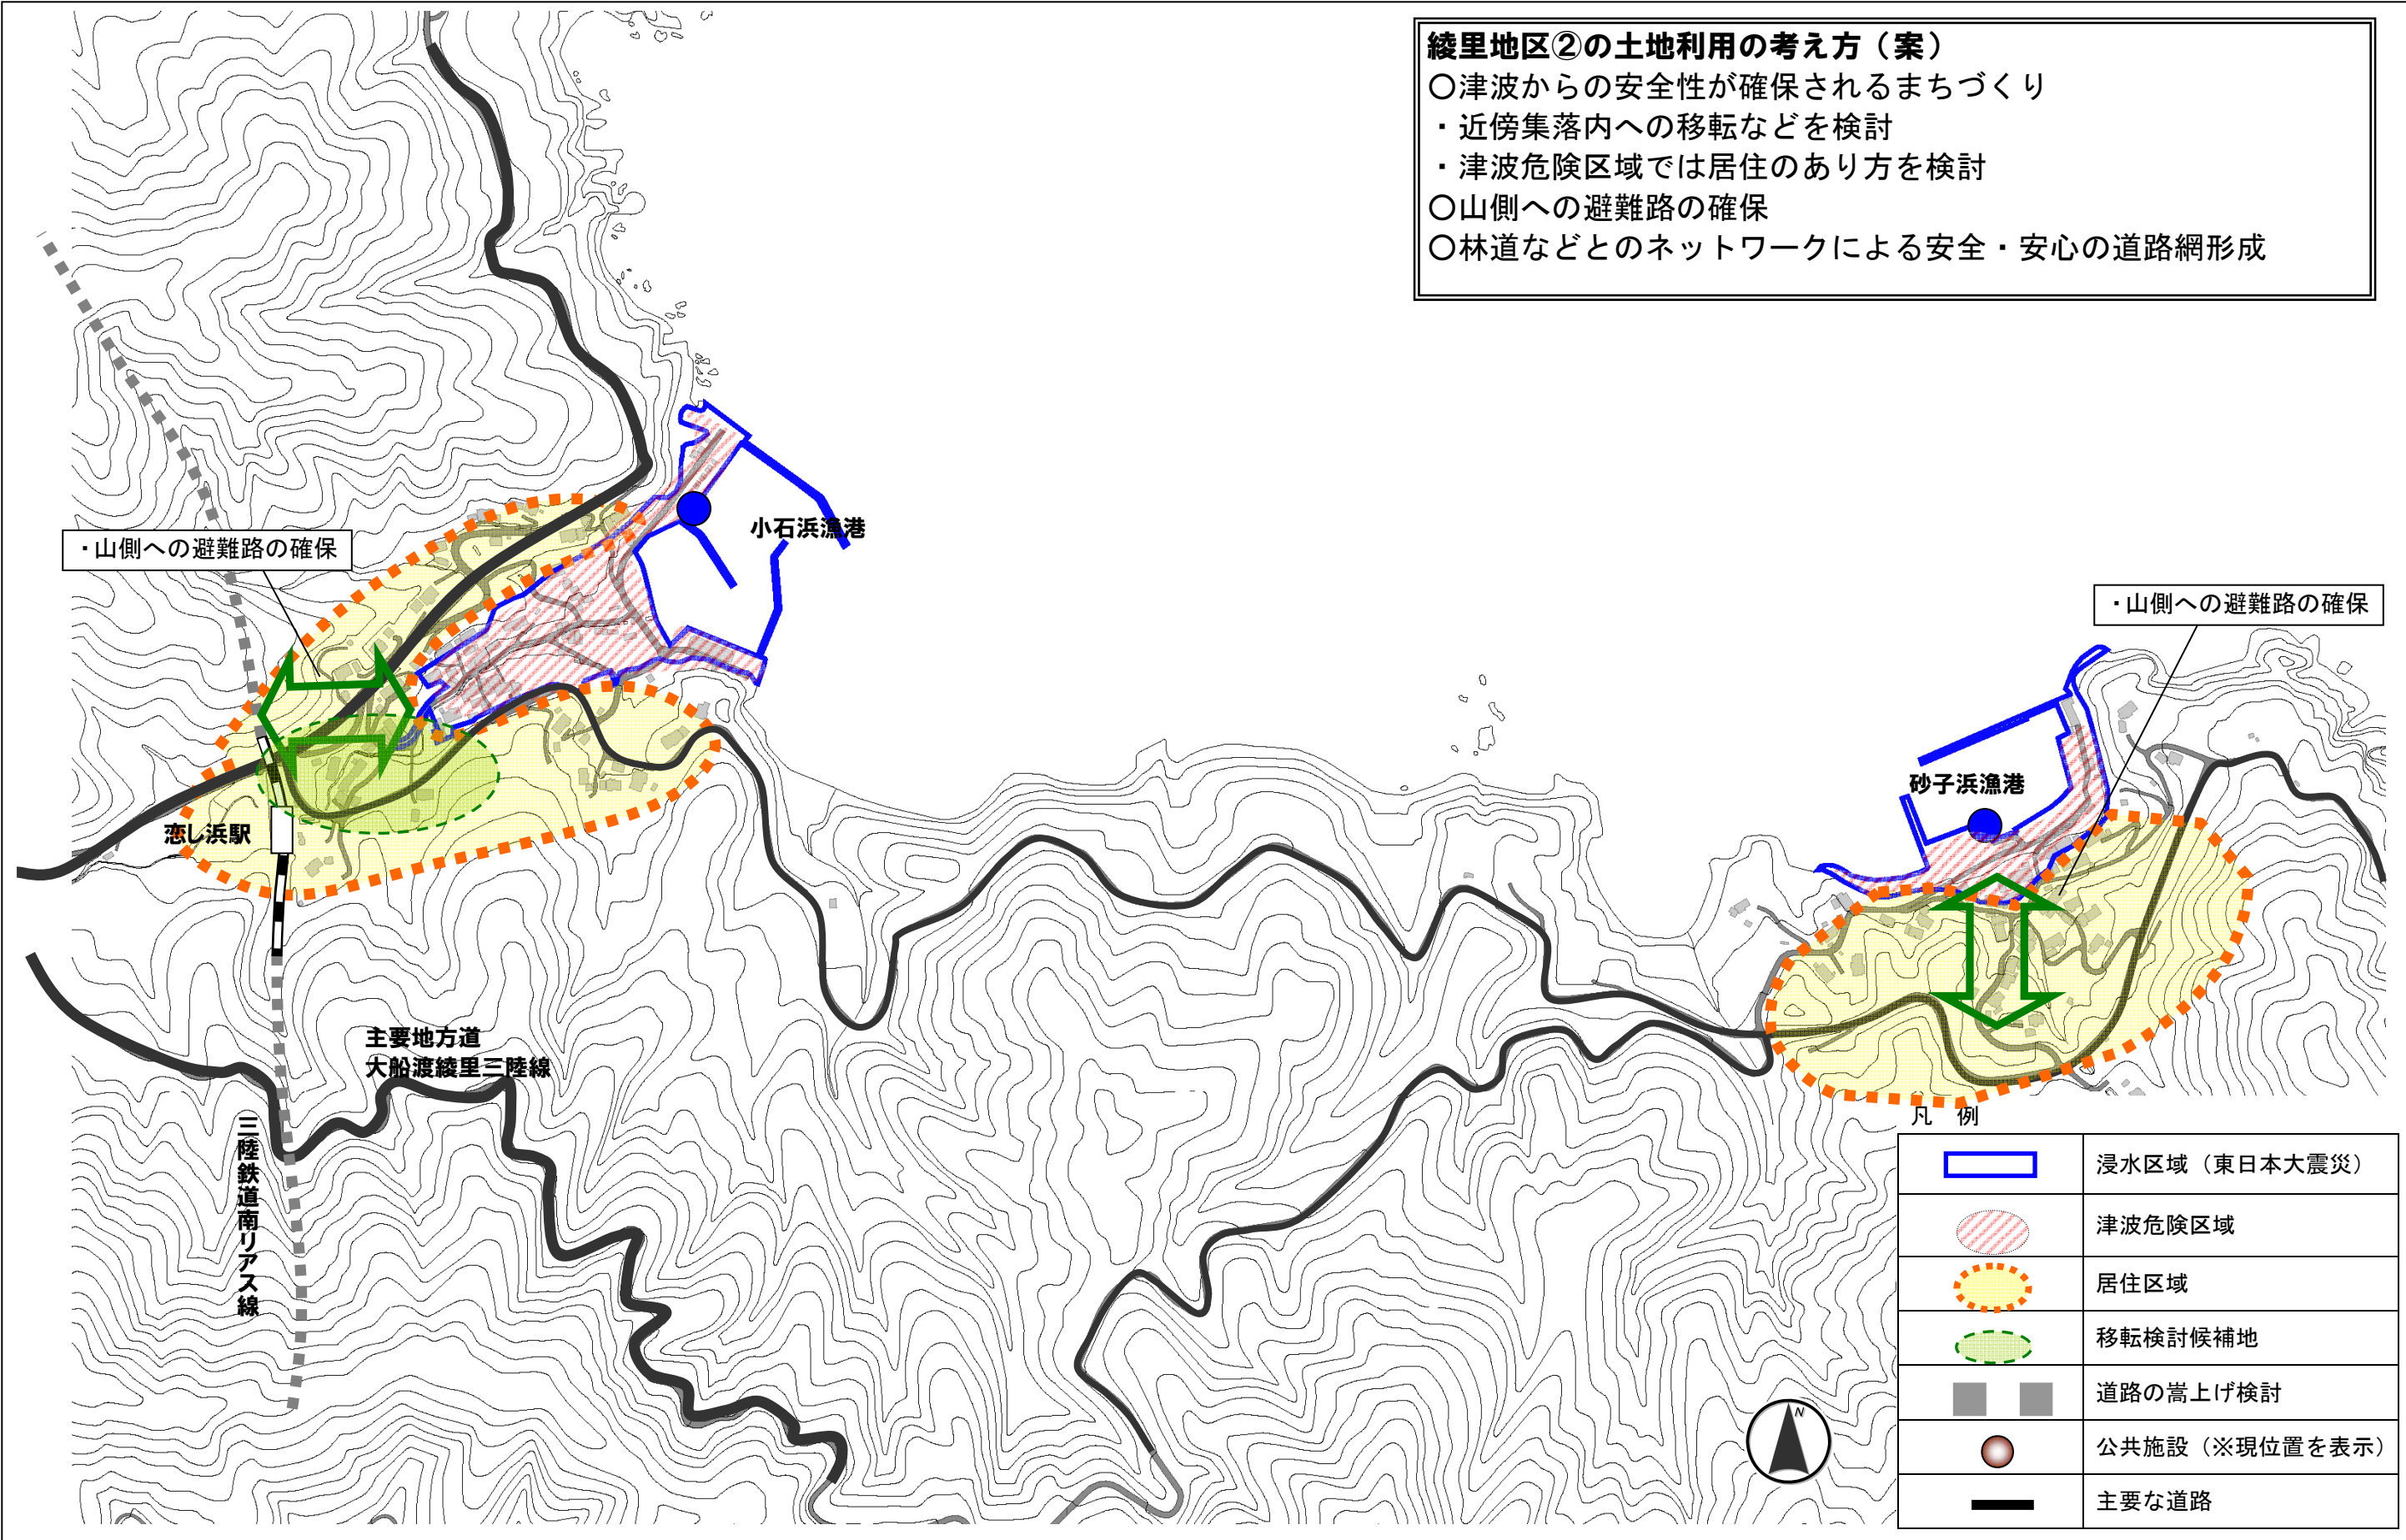 綾里地区②の土地利用の考え方（案）
〇津波からの安全性が確保されるまちづくり
・近傍集落内への移転などを検討
・津波危険区域では居住のあり方を検討
〇山側への避難路の確保
〇林道などとのネットワークによる安全・安心の道路網形成
小石浜漁港
・山側への避難路の確保
・山側への避難路の確保
砂子浜漁港
恋し浜駅
主要地方道
大船渡綾里三陸線
三陸鉄道南リアス線
凡　例
浸水区域（東日本大震災）
津波危険区域
居住区域
移転検討候補地
道路の嵩上げ検討
公共施設（※現位置を表示）
主要な道路
N